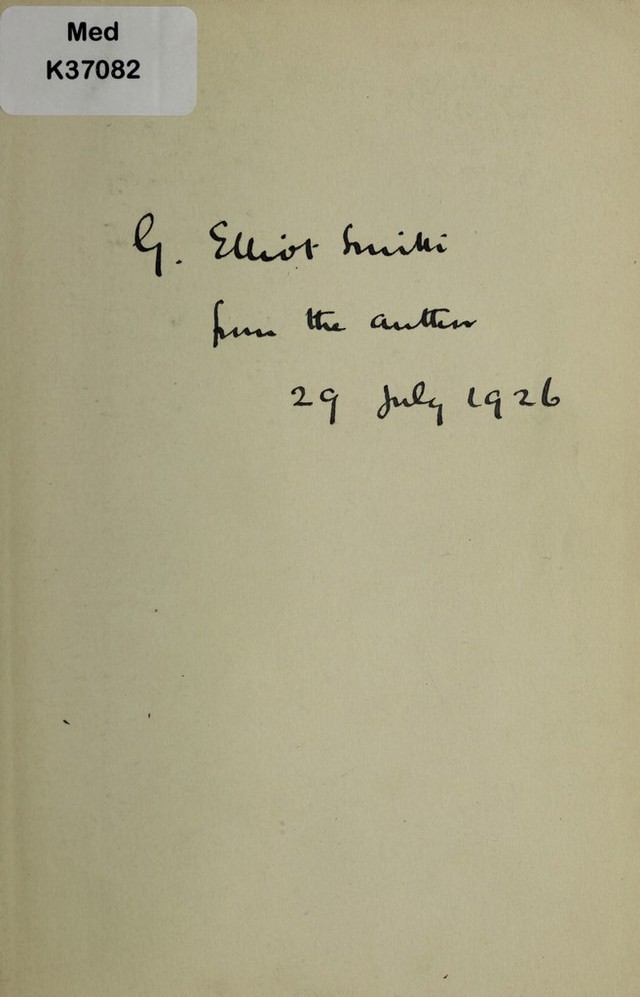 Med
K37082
G. Elliot Smith
from the author
29 July 1926